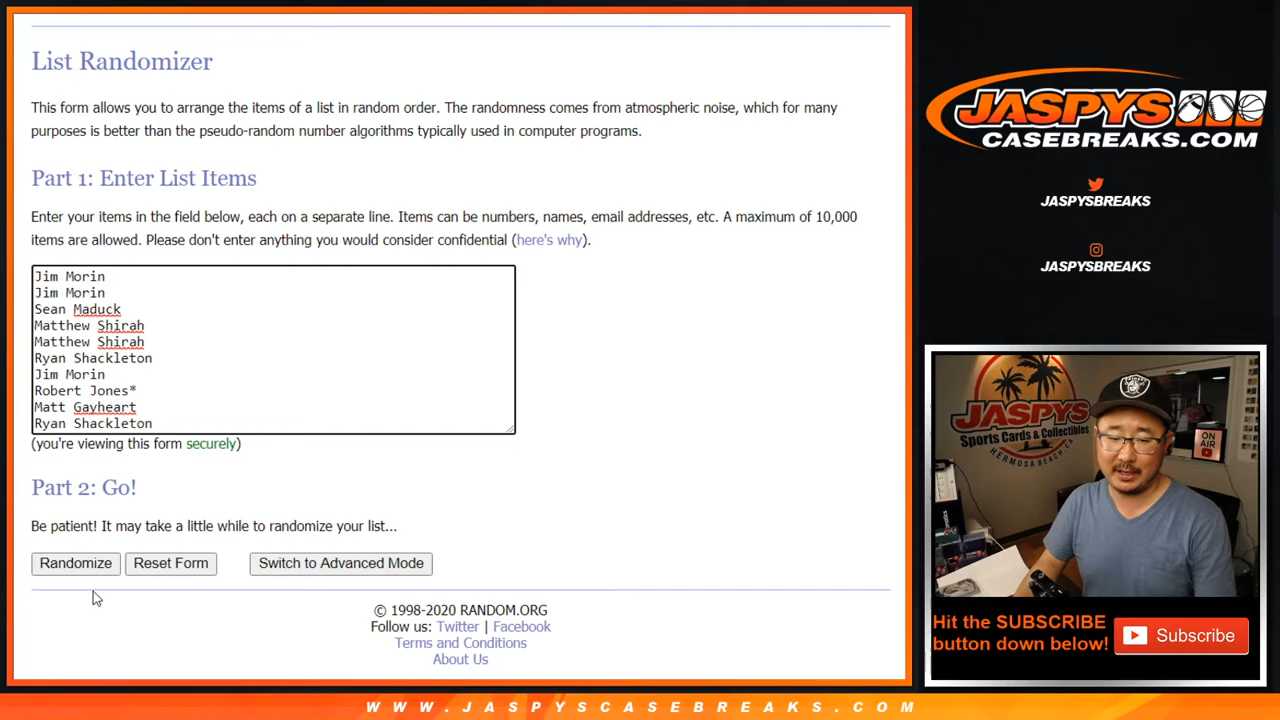 List Randomizer
This form allows you to arrange the items of a list in random order. The randomness comes from atmospheric noise, which for many
purposes is better than the pseudo-random number algorithms typically used in computer programs.
Part 1: Enter List Items
Enter your items in the field below, each on a separate line. Items can be numbers, names, email addresses, etc. A maximum of 10,000
items are allowed. Please don't enter anything you would consider confidential (here's why).
Jim Morin
Jim Morin
Sean Maduck
Matthew Shirah
Matthew Shirah
Ryan Shackleton
Jim Morin
Robert Jones*
Matt Gayheart
Ryan Shackleton
(you're viewing this form securely)
Part 2: Go!
Be patient! It may take a little while to randomize your list...
Randomize Reset Form Switch to Advanced Mode
© 1998-2020 RANDOM.ORG
Follow us: Twitter | Facebook
Terms and Conditions
About Us
JASPYS
CASEBREAKS.COM
JASPYSBREAKS
JASPYSBREAKS
JASPYS
Sports Cards & Collectibles
HERMOSA BEACH, CA
ON AIR
Hit the SUBSCRIBE
button down below!
Subscribe
WWW.JASPYSCASEBREAKS.COM